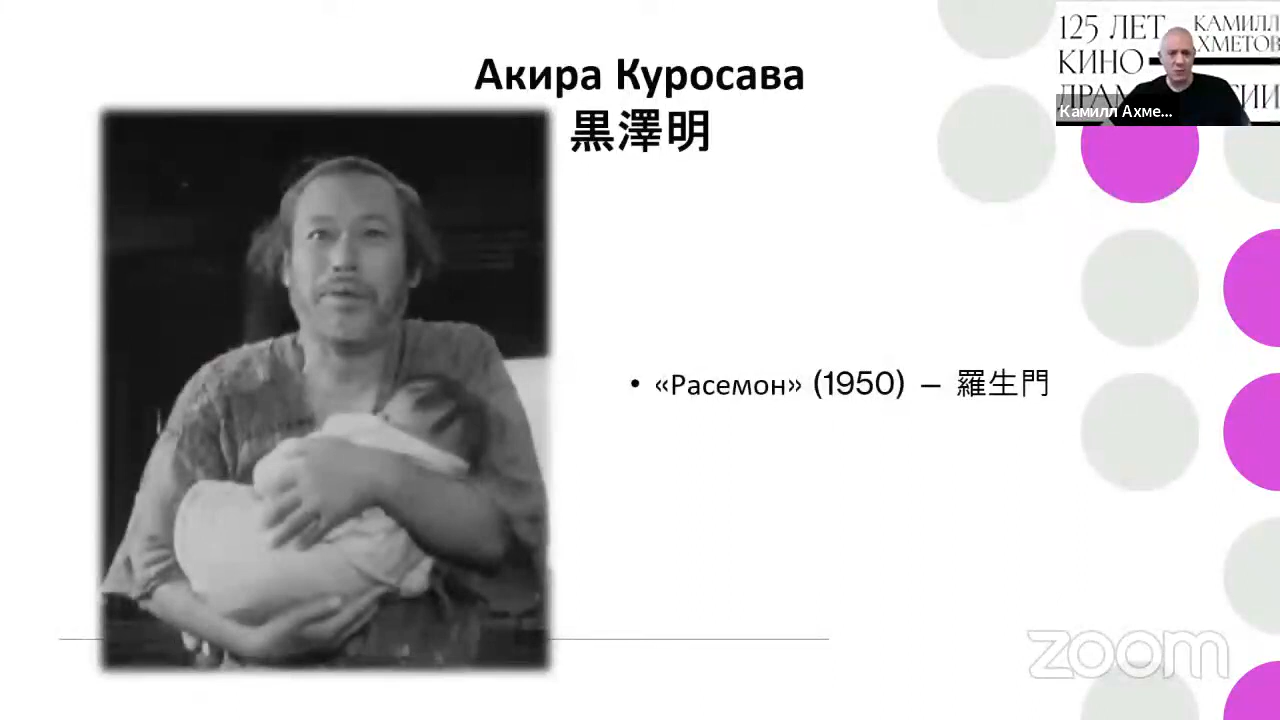 Акира Куросава
黒澤明
• «Расемон» (1950) – 羅生門
125 ЛЕТ
КИНО
КАМИЛЛ
Камилл Ахме...
zoom